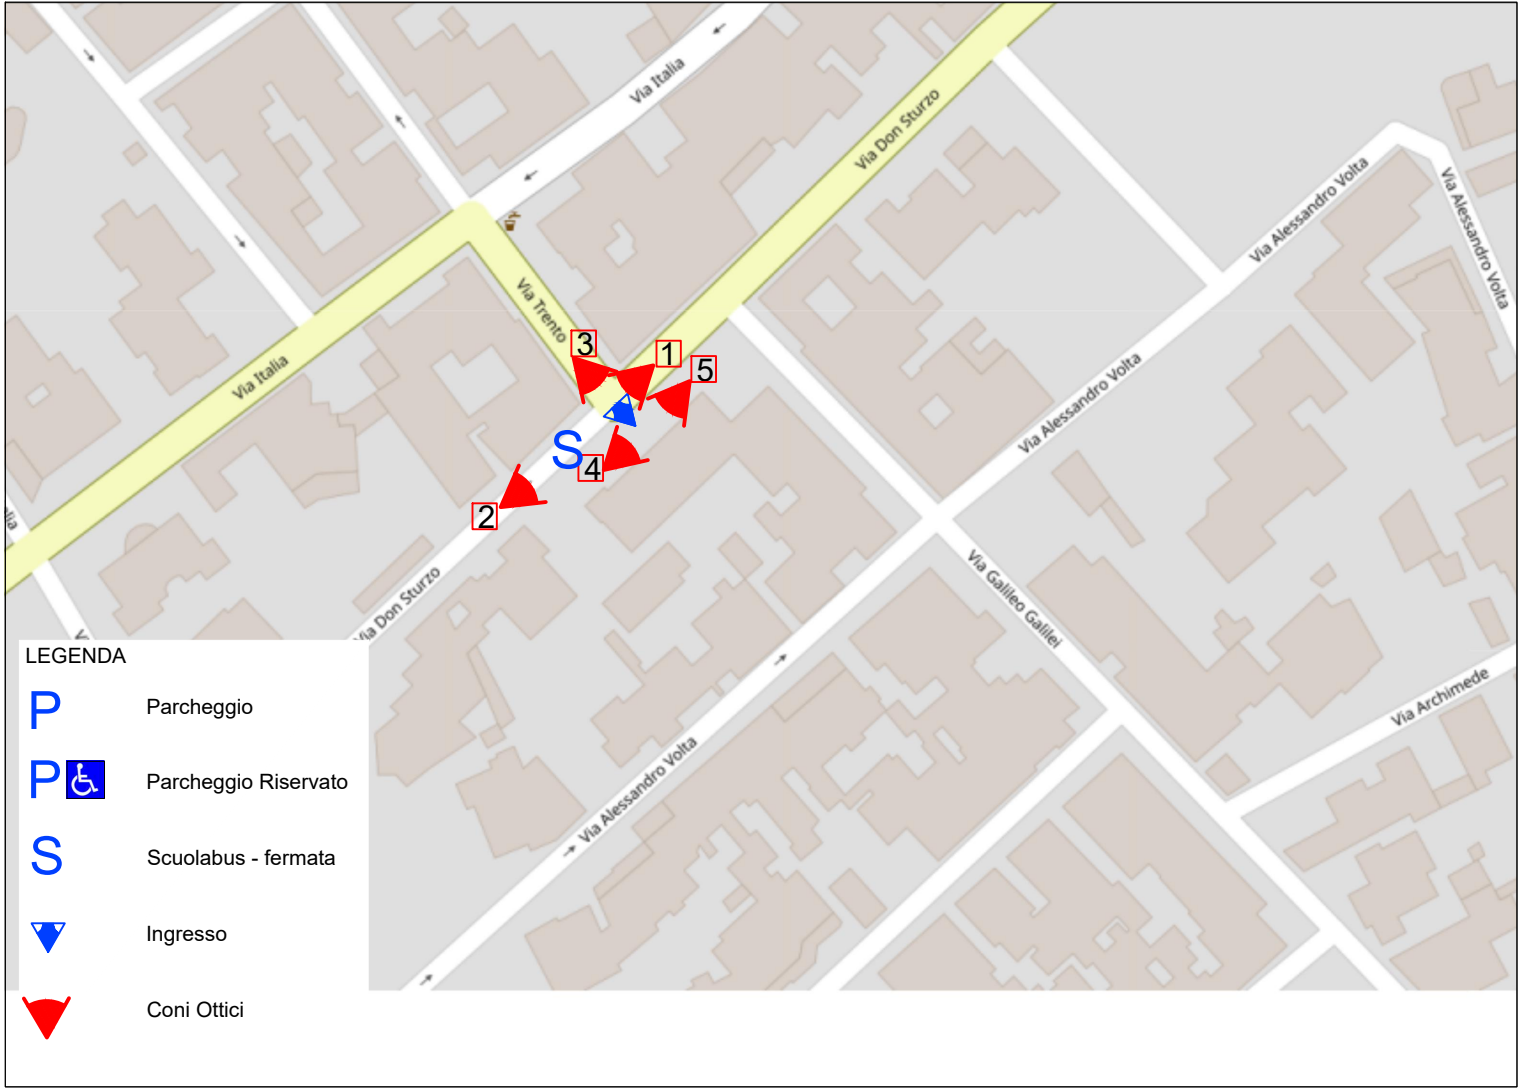 Via Italia
Via Don Sturzo
Via Alessandro Volta
Via Alessandro Volta
Via Trento
3
1
5
Via Italia
Via Alessandro Volta
S
4
2
Via Don Sturzo
Via Galileo Galilei
Via Archimede
Via Alessandro Volta
LEGENDA
P Parcheggio
P Parcheggio Riservato
S Scuolabus - fermata
Ingresso
Coni Ottici